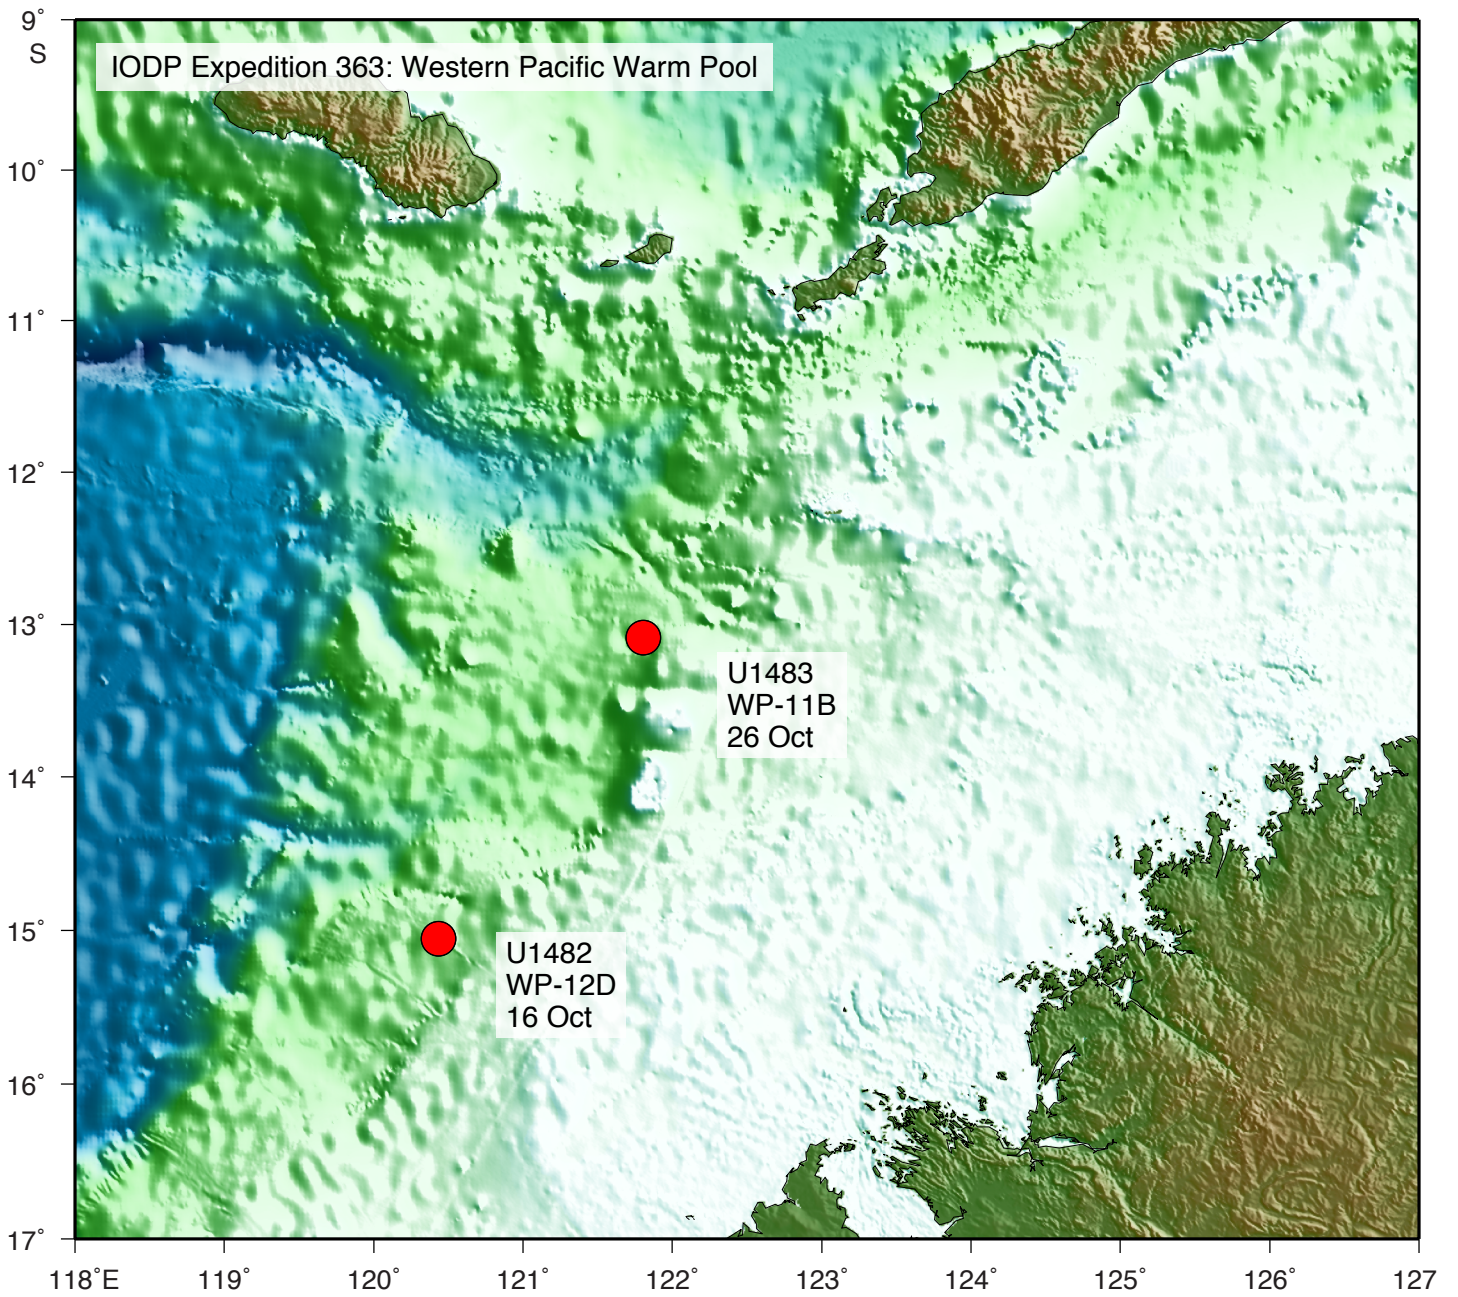 9°
S
IODP Expedition 363: Western Pacific Warm Pool
10°
11°
12°
13°
U1483
WP-11B
26 Oct
14°
15°
U1482
WP-12D
16 Oct
16°
17°
118°E 119° 120° 121° 122° 123° 124° 125° 126° 127